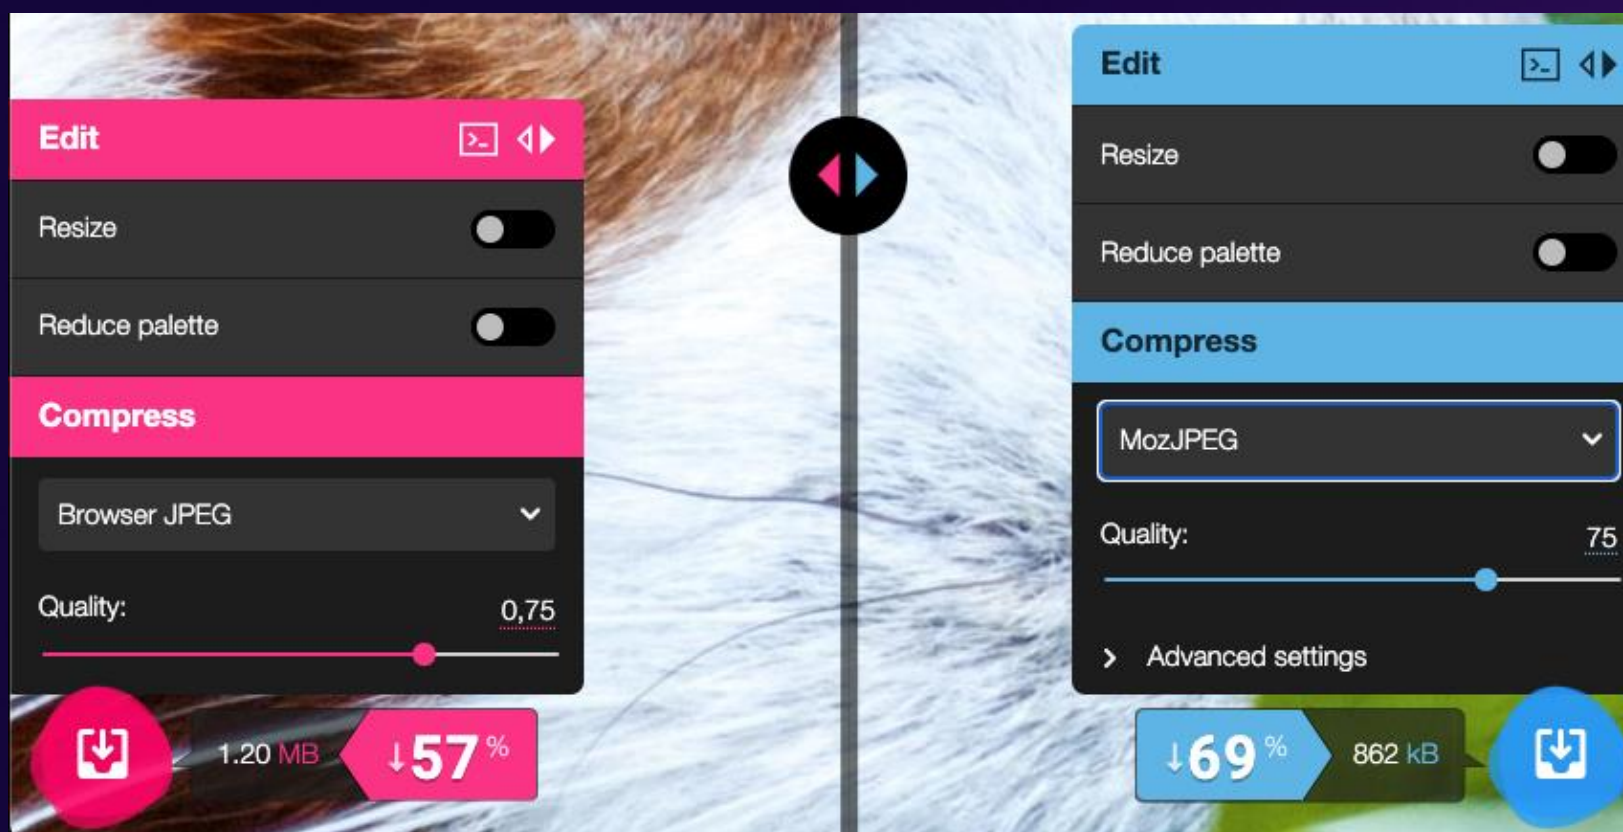 Edit
Resize
Reduce palette
Compress
Browser JPEG
Quality: 0,75
1.20 MB ↓57 %
Edit
Resize
Reduce palette
Compress
MozJPEG
Quality: 75
Advanced settings
↓69 % 862 kB